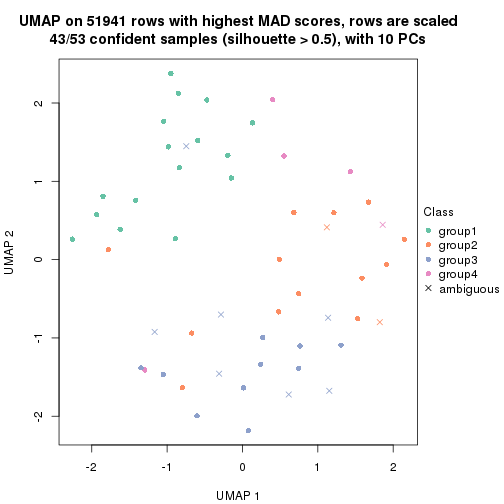 UMAP on 51941 rows with highest MAD scores, rows are scaled
43/53 confident samples (silhouette > 0.5), with 10 PCs
2
1
0
-1
-2
UMAP 2
-2
-1
0
1
2
UMAP 1
Class
group1
group2
group3
group4
ambiguous